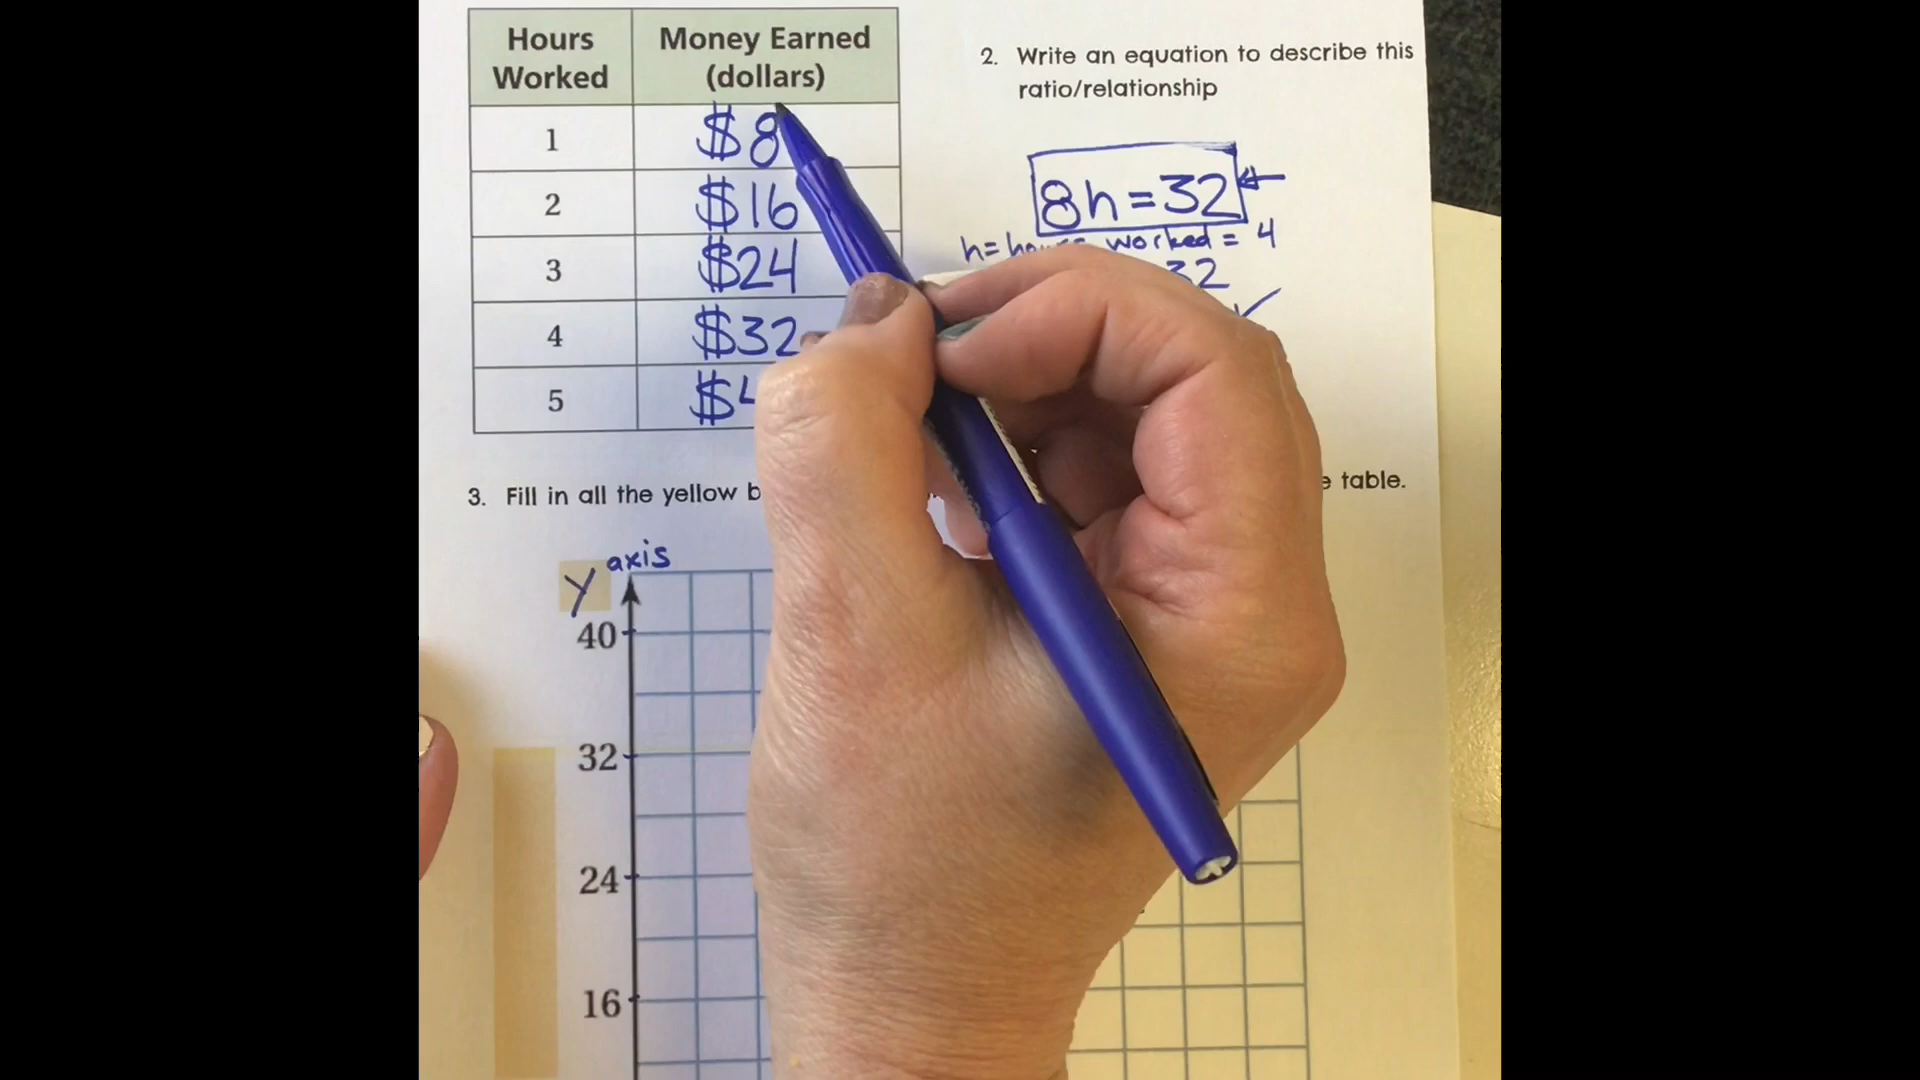 Hours Worked
Money Earned (dollars)
1 $8
2 $16
3 $24
4 $32
5
2. Write an equation to describe this
ratio/relationship
8h=32
h= worked = 4
32
3. Fill in all the yellow
table.
Y axis
40
32
24
16